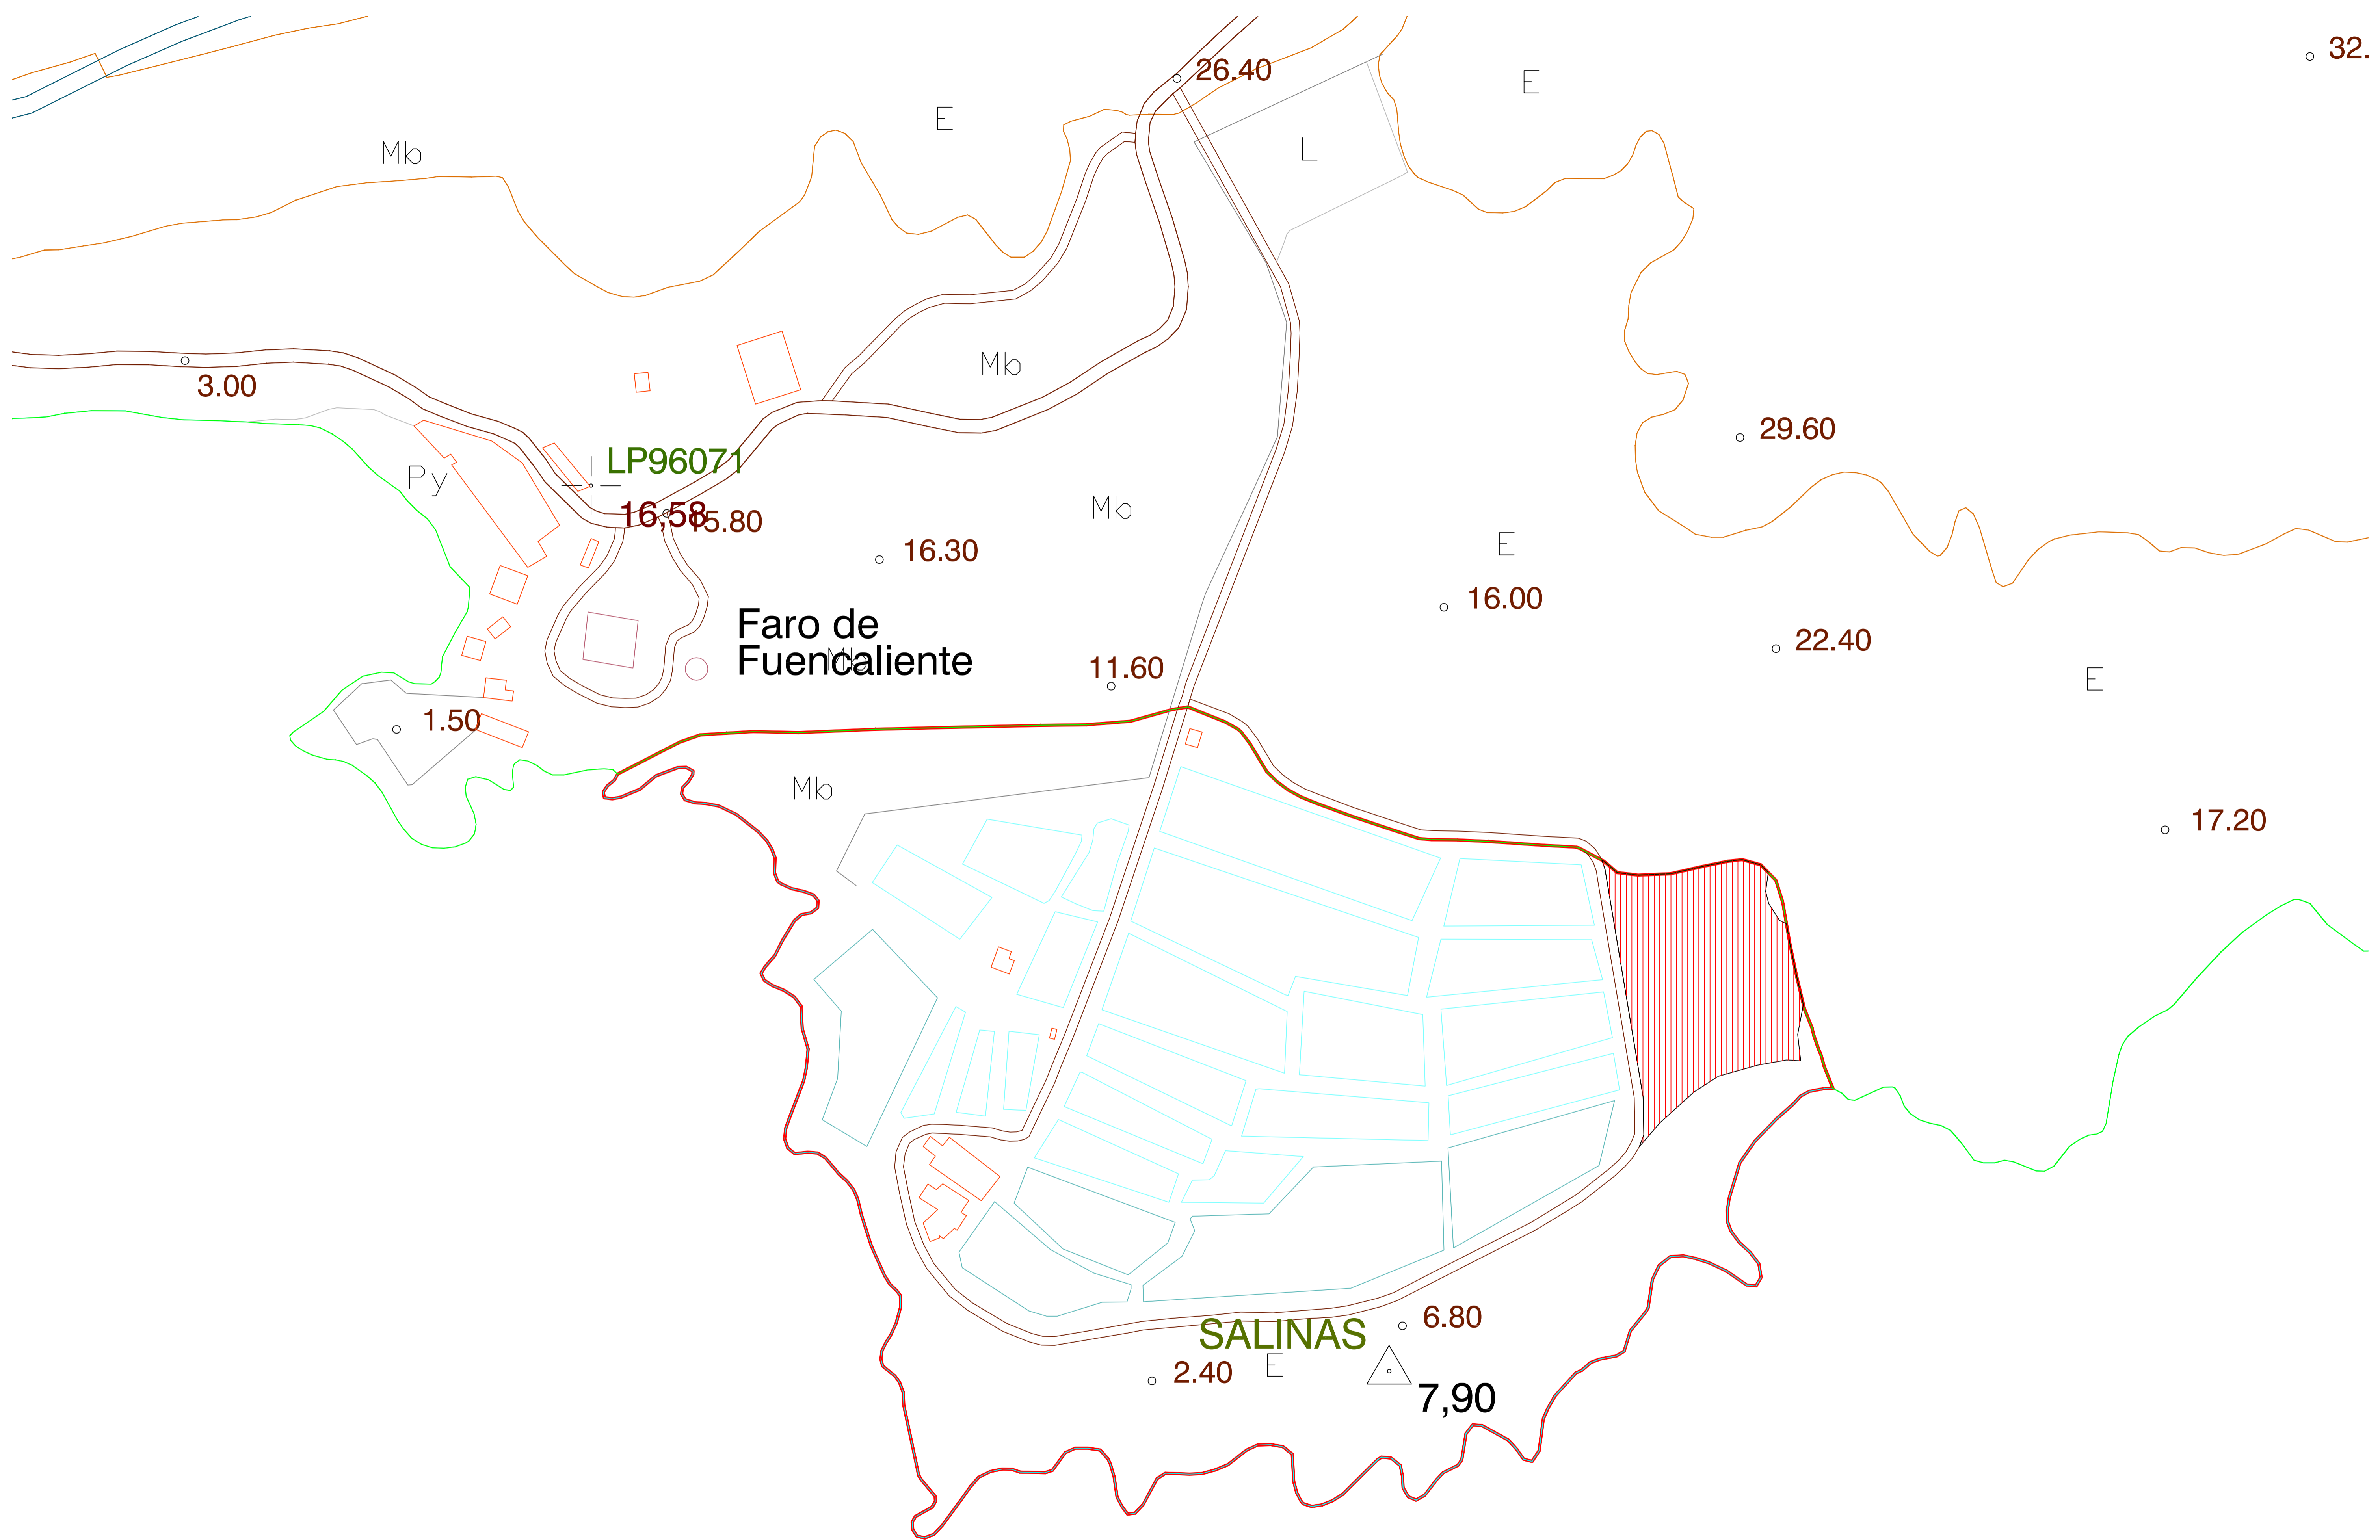 32.
26.40
E
E
Mb
L
Mb
3.00
29.60
LP96071
Py
16,58
15.80
Mb
16.30
E
16.00
Faro de
Fuencaliente
Mb
22.40
11.60
E
1.50
Mb
17.20
6.80
SALINAS
E
2.40
7,90